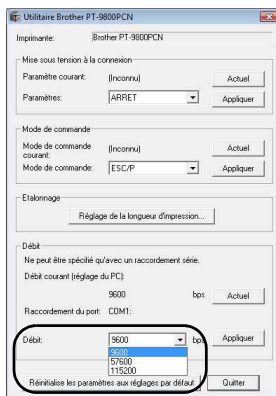 Utilitaire Brother PT-9800PCN
Imprimante: Brother PT-9800PCN
Mise sous tension à la connexion
Paramètre courant: (Inconnu) Actuel
Paramètres: ARRET Appliquer
Mode de commande
Mode de commande courant: (Inconnu) Actuel
Mode de commande: ESC/P Appliquer
Etalonnage
Réglage de la longueur d'impression...
Débit
Ne peut être spécifié qu'avec un raccordement série.
Débit courant (réglage du PC):
9600 bps Actuel
Raccordement du port: COM1:
Débit: 9600 bps Appliquer
9600
57600
115200
Réinitialise les paramètres aux réglages par défaut Quitter